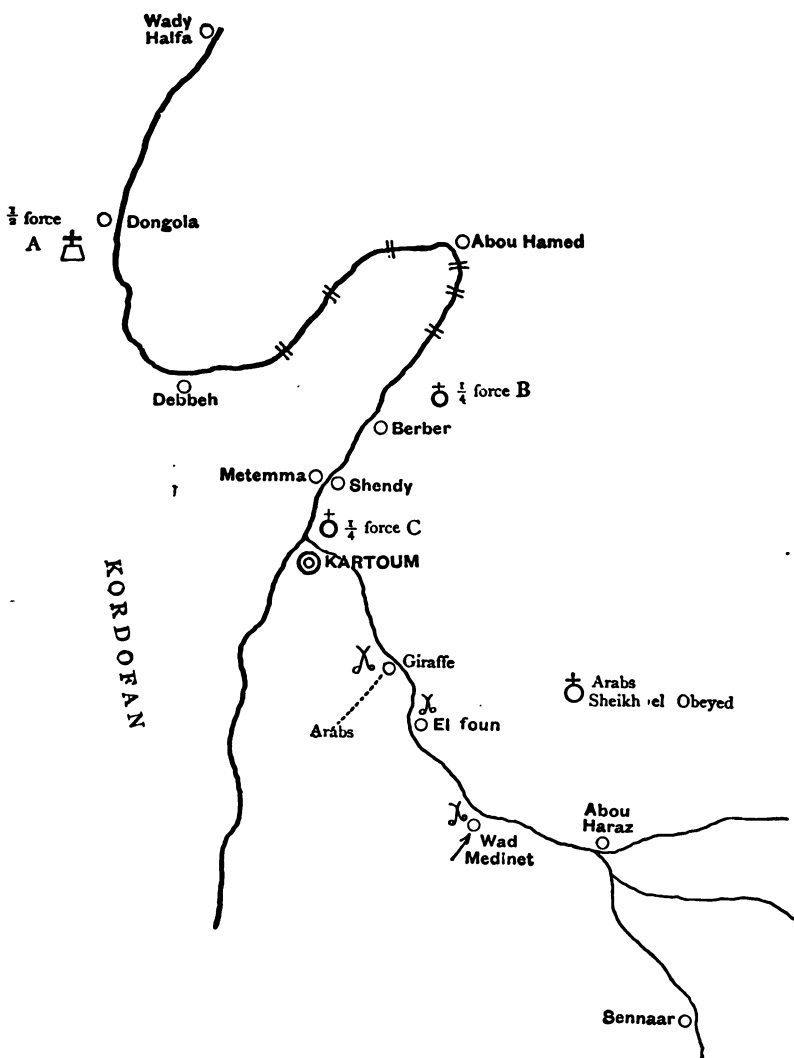 Wady
Halfa
½ force
A
Dongola
Abou Hamed
Debbeh
¼ force B
Berber
Metemma
Shendy
¼ force C
KARTOUM
KORDOFAN
Giraffe
Arabs
Sheikh el Obeyed
Arabs
El foun
Abou
Haraz
Wad
Medinet
Sennaar